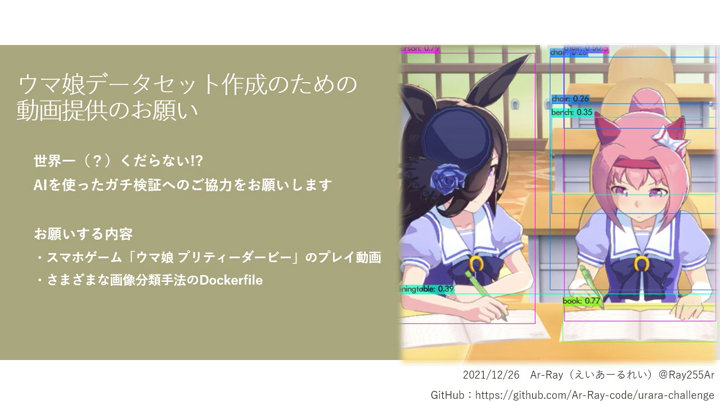 ウマ娘データセット作成のための
動画提供のお願い
世界一（？）くだらない!?
AIを使ったガチ検証へのご協力をお願いします
お願いする内容
・スマホゲーム「ウマ娘 プリティーダービー」のプレイ動画
・さまざまな画像分類手法のDockerfile
chair: 0.26
bench: 0.35
ningtable: 0.39
book: 0.77
2021/12/26　Ar-Ray（えいあーるれい）@Ray255Ar
GitHub：https://github.com/Ar-Ray-code/urara-challenge